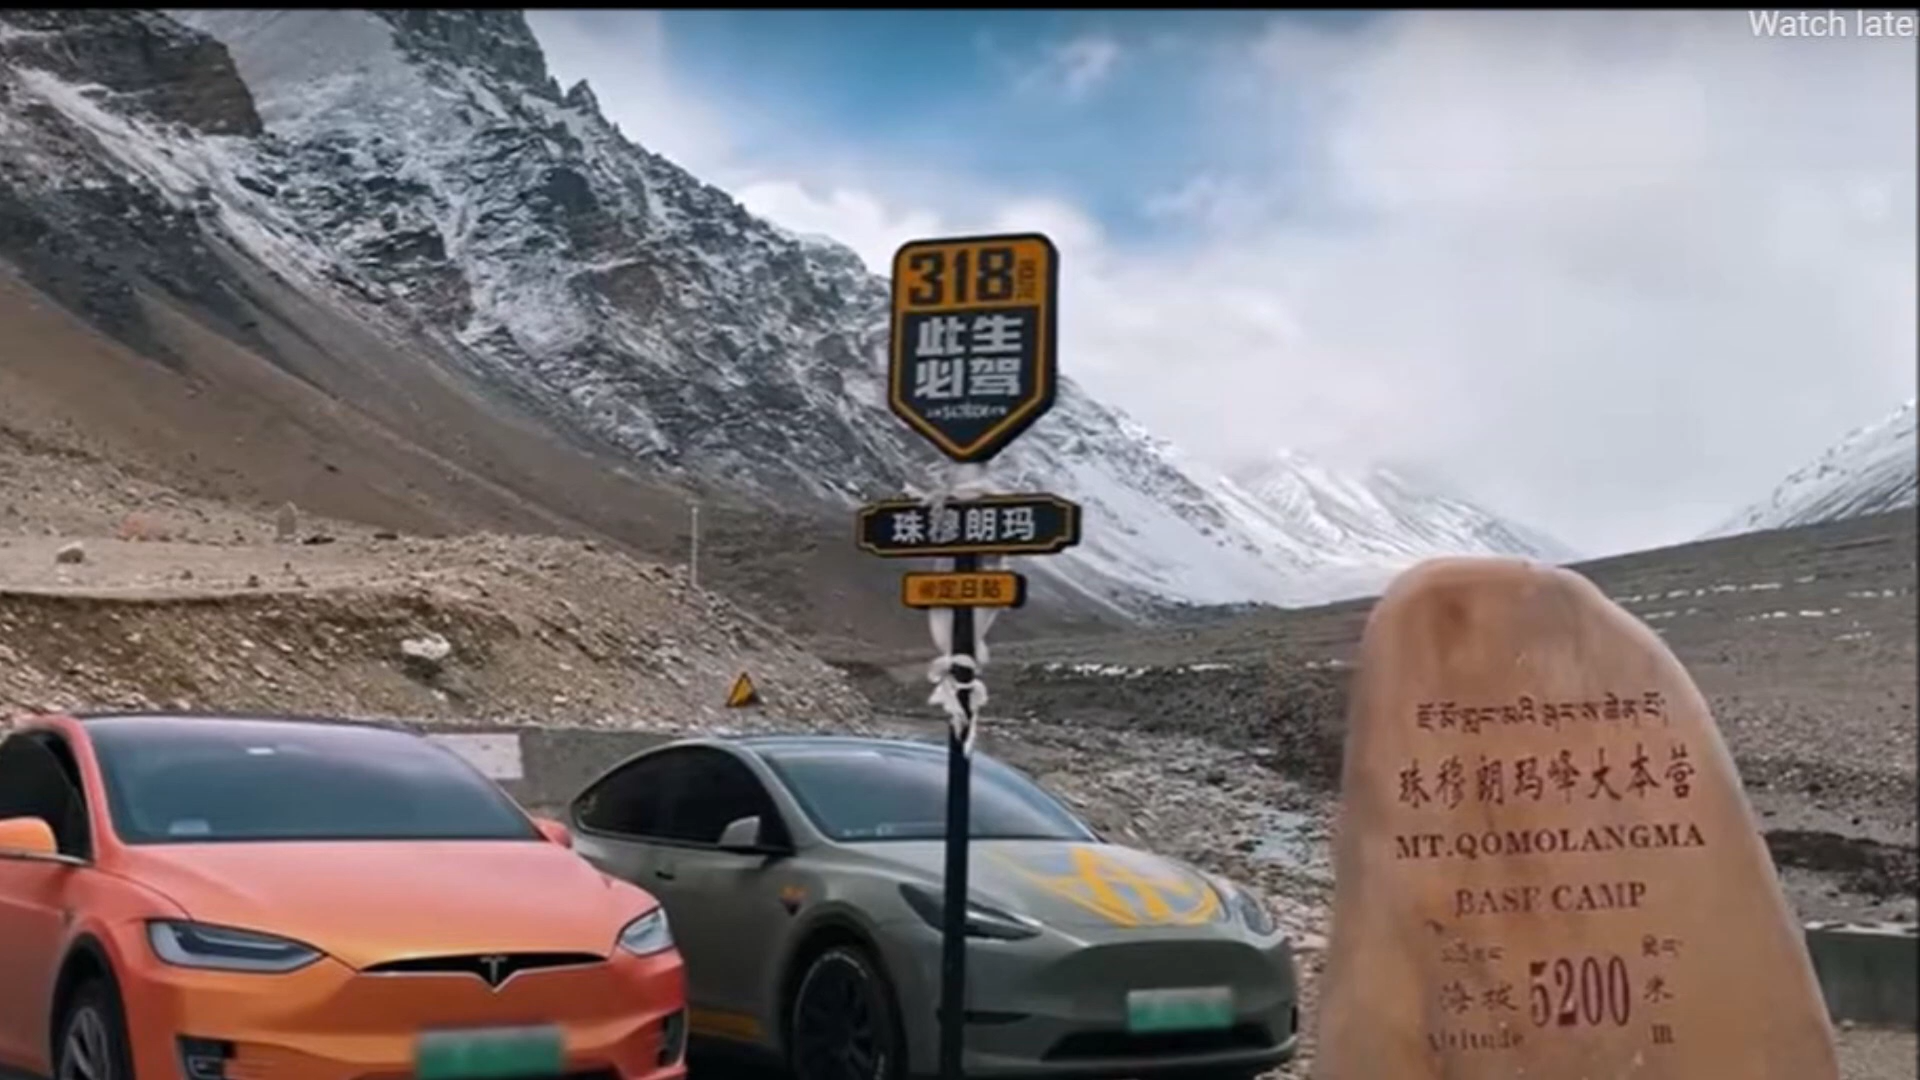 Watch late
318
此生
必驾
珠穆朗玛
定日站
珠穆朗玛峰大本营
MT.QOMOLANGMA
BASE CAMP
海拔 5200 米
Altitude m